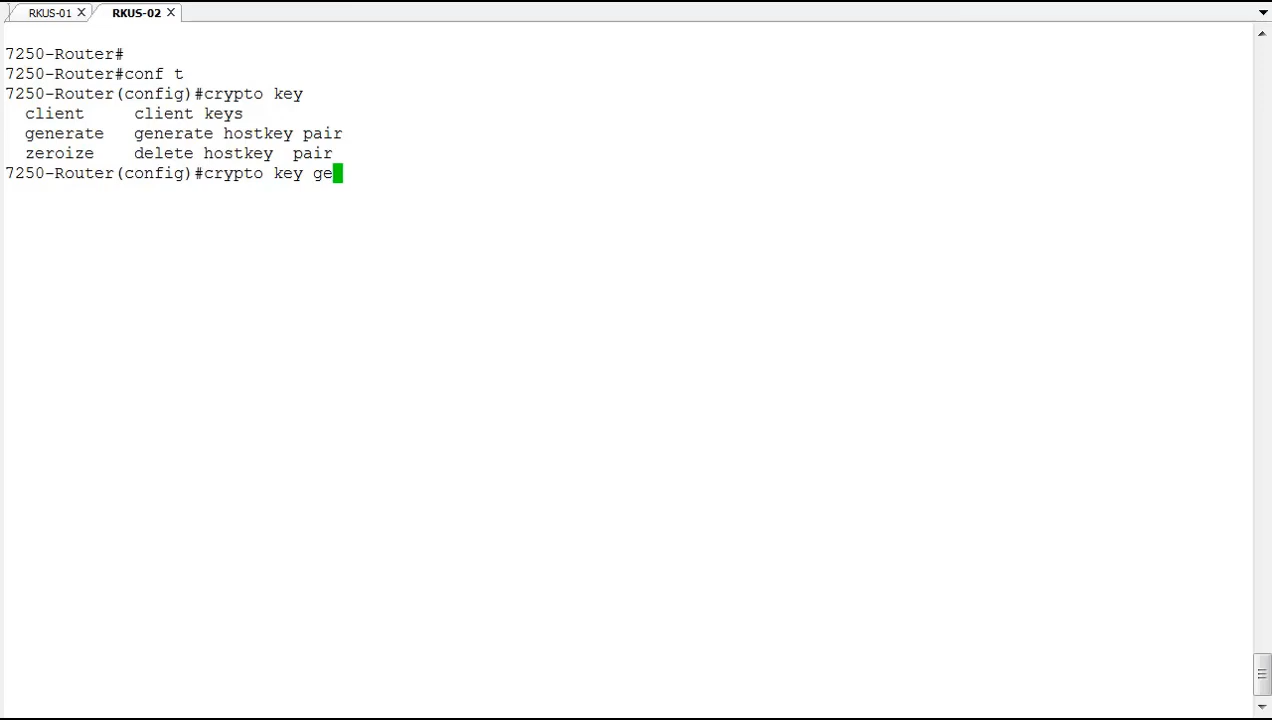 RKUS-01 X RKUS-02 X
7250-Router#
7250-Router#conf t
7250-Router(config)#crypto key
  client     client keys
  generate   generate hostkey pair
  zeroize    delete hostkey  pair
7250-Router(config)#crypto key ge